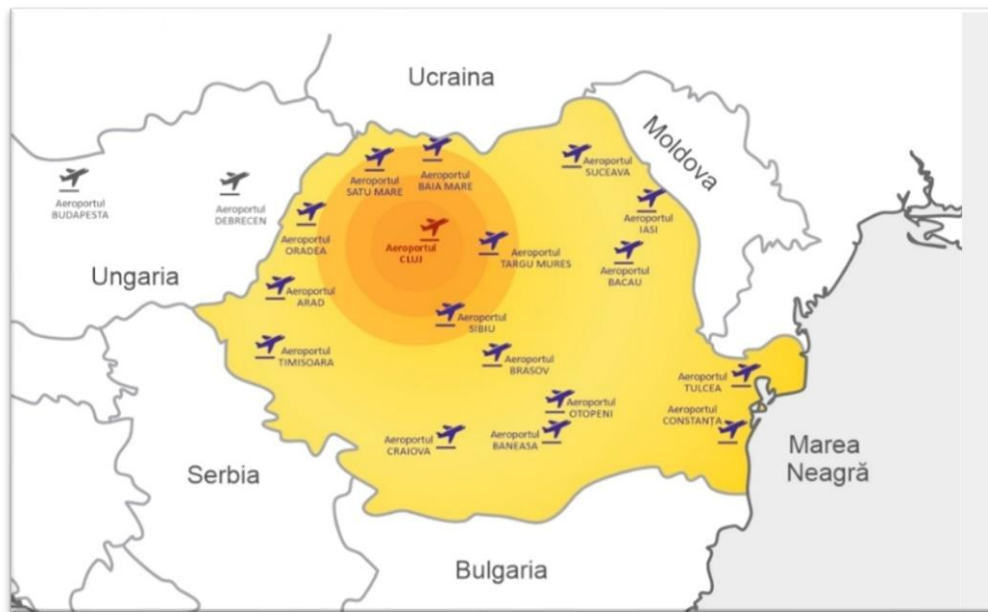 Ucraina
Moldova
Aeroportul
SUCEAVA
Aeroportul
BAIA MARE
Aeroportul
SATU MARE
Aeroportul
BUDAPESTA
Aeroportul
DEBRECEN
Aeroportul
IASI
Aeroportul
ORADEA
Aeroportul
CLUJ
Aeroportul
TARGU MURES
Aeroportul
BACAU
Ungaria
Aeroportul
ARAD
Aeroportul
SIBIU
Aeroportul
TIMISOARA
Aeroportul
BRASOV
Aeroportul
TULCEA
Aeroportul
OTOPENI
Aeroportul
CONSTANȚA
Aeroportul
CRAIOVA
Aeroportul
BANEASA
Marea
Neagră
Serbia
Bulgaria